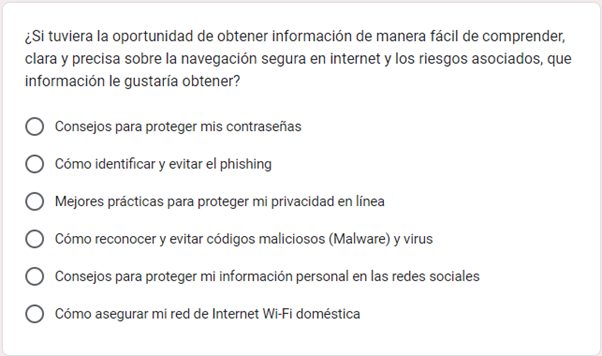 ¿Si tuviera la oportunidad de obtener información de manera fácil de comprender,
clara y precisa sobre la navegación segura en internet y los riesgos asociados, que
información le gustaría obtener?
Consejos para proteger mis contraseñas
Cómo identificar y evitar el phishing
Mejores prácticas para proteger mi privacidad en línea
Cómo reconocer y evitar códigos maliciosos (Malware) y virus
Consejos para proteger mi información personal en las redes sociales
Cómo asegurar mi red de Internet Wi-Fi doméstica